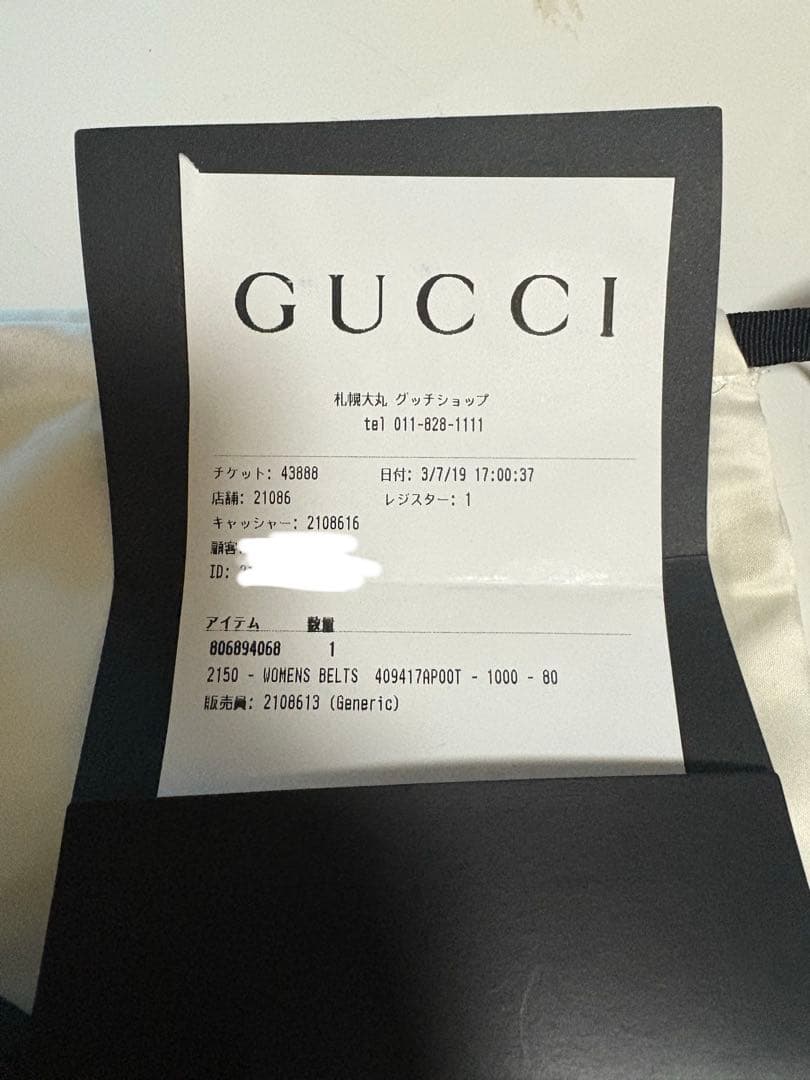 GUCCI
札幌大丸 グッチショップ
tel 011-828-1111
チケット: 43888 日付: 3/7/19 17:00:37
店舗: 21086 レジスター: 1
キャッシャー: 2108616
顧客:
ID:
アイテム 数量
806894068 1
2150 - WOMENS BELTS 409417AP00T - 1000 - 80
販売員: 2108613 (Generic)